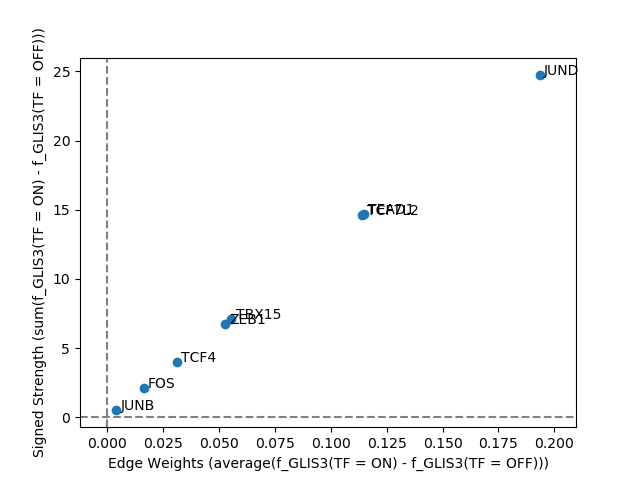 Signed Strength (sum(f_GLIS3(TF = ON) - f_GLIS3(TF = OFF)))
25
20
15
10
5
0
JUND
TEAD1
TCF7L2
TBX15
ZEB1
TCF4
FOS
JUNB
0.000 0.025 0.050 0.075 0.100 0.125 0.150 0.175 0.200
Edge Weights (average(f_GLIS3(TF = ON) - f_GLIS3(TF = OFF)))